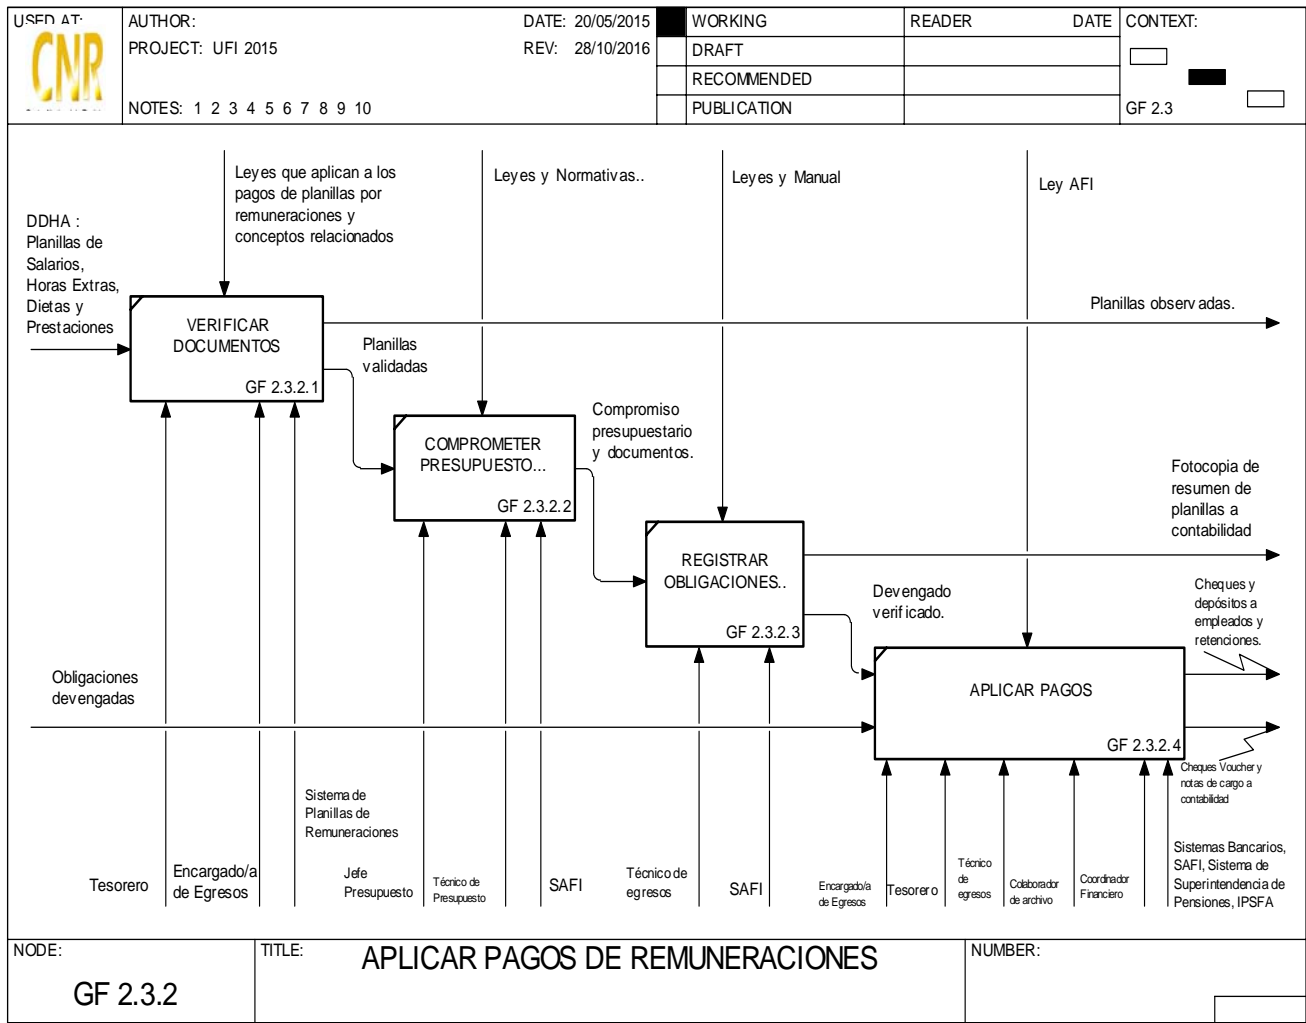 USED AT:
AUTHOR:
DATE: 20/05/2015
PROJECT: UFI 2015
REV: 28/10/2016
NOTES: 1 2 3 4 5 6 7 8 9 10
WORKING
DRAFT
RECOMMENDED
PUBLICATION
READER
DATE
CONTEXT:
GF 2.3
CNR
Leyes que aplican a los
pagos de planillas por
remuneraciones y
conceptos relacionados
Leyes y Normativas..
Leyes y Manual
Ley AFI
DDHA :
Planillas de
Salarios,
Horas Extras,
Dietas y
Prestaciones
VERIFICAR
DOCUMENTOS
GF 2.3.2.1
Planillas observadas.
Planillas
validadas
COMPROMETER
PRESUPUESTO...
GF 2.3.2.2
Compromiso
presupuestario
y documentos.
REGISTRAR
OBLIGACIONES..
GF 2.3.2.3
Fotocopia de
resumen de
planillas a
contabilidad
Devengado
verificado.
Cheques y
depósitos a
empleados y
retenciones.
Obligaciones
devengadas
APLICAR PAGOS
GF 2.3.2.4
Cheques Voucher y
notas de cargo a
contabilidad
Tesorero
Encargado/a
de Egresos
Sistema de
Planillas de
Remuneraciones
Jefe
Presupuesto
Técnico de
Presupuesto
SAFI
Técnico de
egresos
SAFI
Encargado/a
de Egresos
Tesorero
Técnico
de
egresos
Colaborador
de archivo
Coordinador
Financiero
Sistemas Bancarios,
SAFI, Sistema de
Superintendencia de
Pensiones, IPSFA
NODE:
GF 2.3.2
TITLE:
APLICAR PAGOS DE REMUNERACIONES
NUMBER: